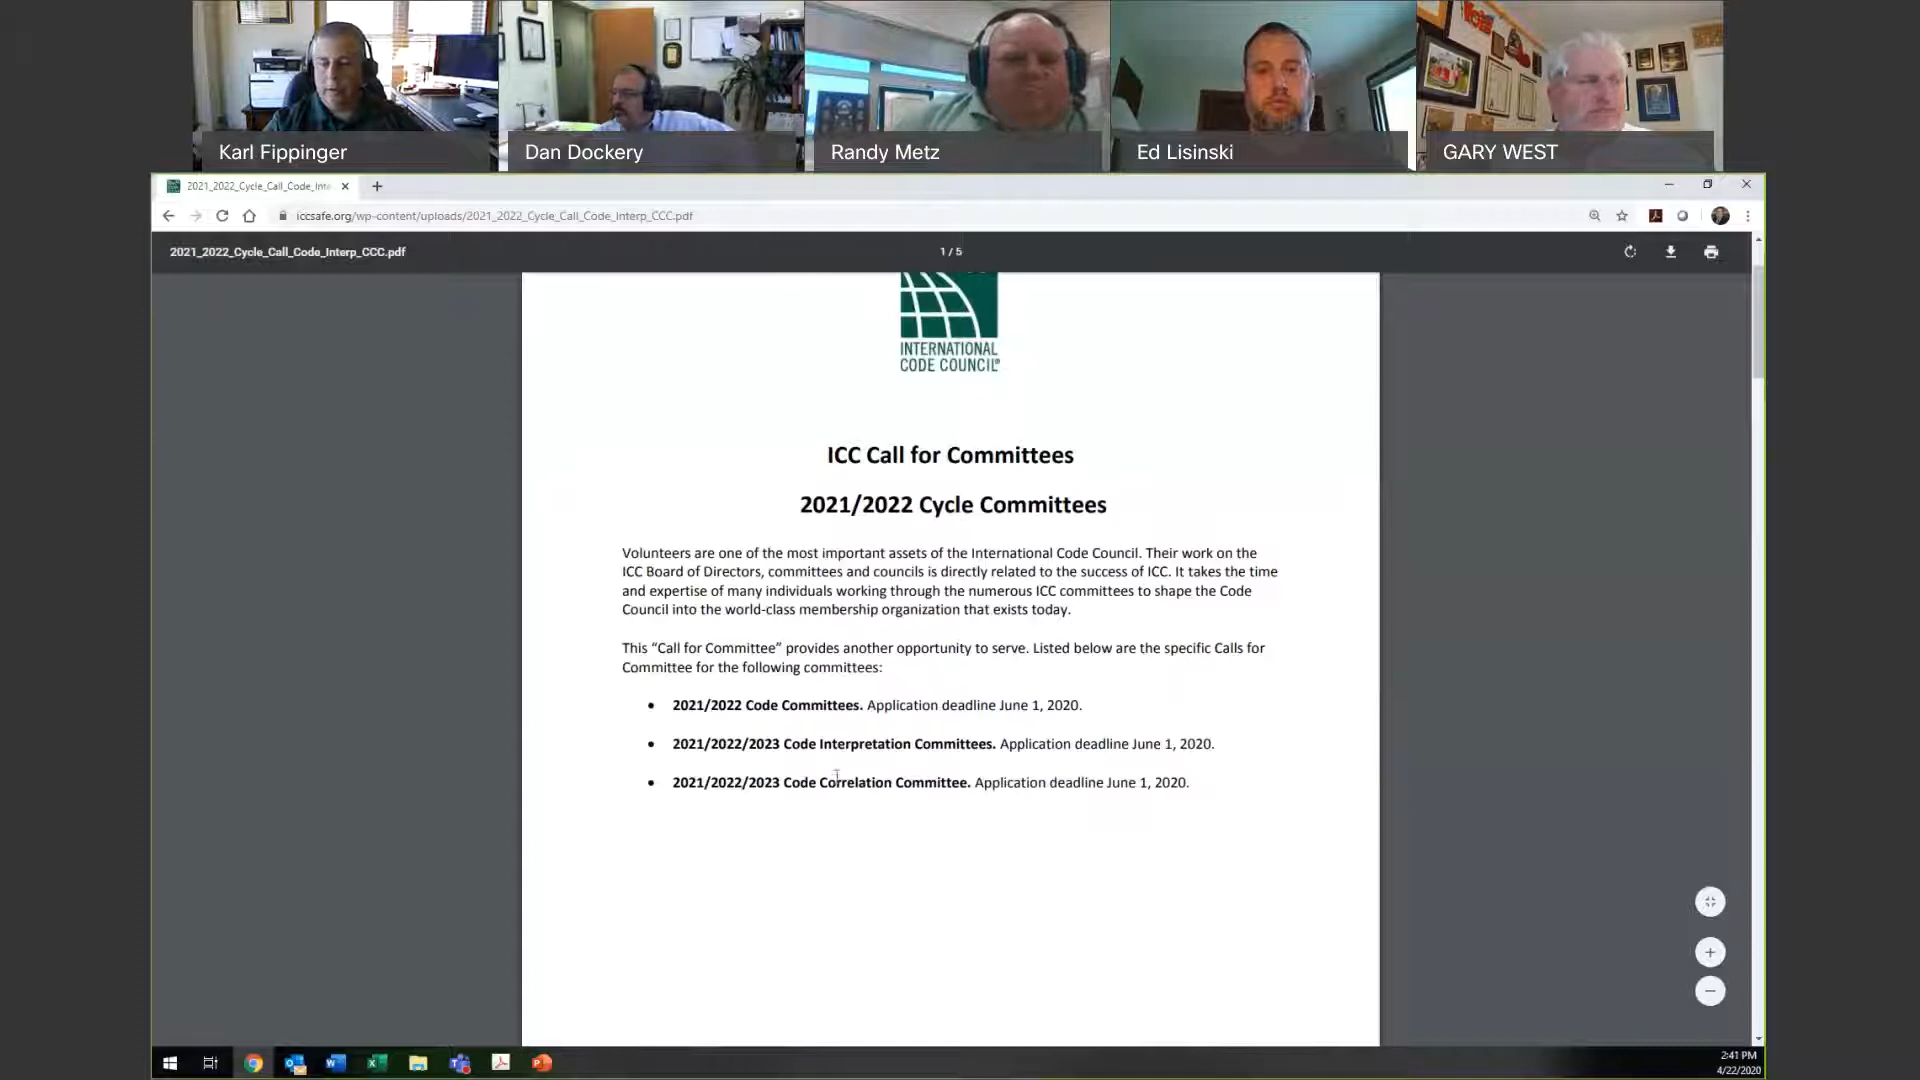 Karl Fippinger
Dan Dockery
Randy Metz
Ed Lisinski
GARY WEST
2021_2022_Cycle_Call_Code_Inte
iccsafe.org/wp-content/uploads/2021_2022_Cycle_Call_Code_Interp_CCC.pdf
2021_2022_Cycle_Call_Code_Interp_CCC.pdf
1 / 5
INTERNATIONAL
CODE COUNCIL®
ICC Call for Committees
2021/2022 Cycle Committees
Volunteers are one of the most important assets of the International Code Council. Their work on the
ICC Board of Directors, committees and councils is directly related to the success of ICC. It takes the time
and expertise of many individuals working through the numerous ICC committees to shape the Code
Council into the world-class membership organization that exists today.
This “Call for Committee” provides another opportunity to serve. Listed below are the specific Calls for
Committee for the following committees:
• 2021/2022 Code Committees. Application deadline June 1, 2020.
• 2021/2022/2023 Code Interpretation Committees. Application deadline June 1, 2020.
• 2021/2022/2023 Code Correlation Committee. Application deadline June 1, 2020.
2:41 PM
4/22/2020